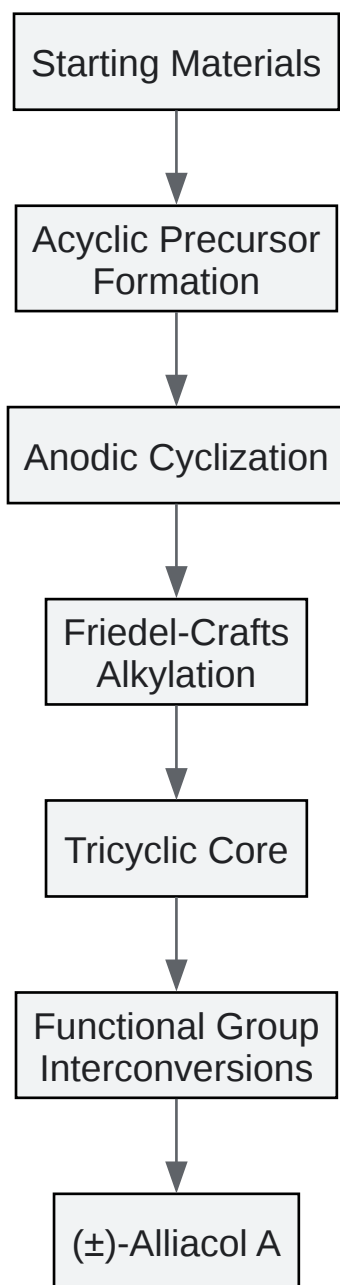 Starting Materials
Acyclic Precursor
Formation
Anodic Cyclization
Friedel-Crafts
Alkylation
Tricyclic Core
Functional Group
Interconversions
(±)-Alliacol A